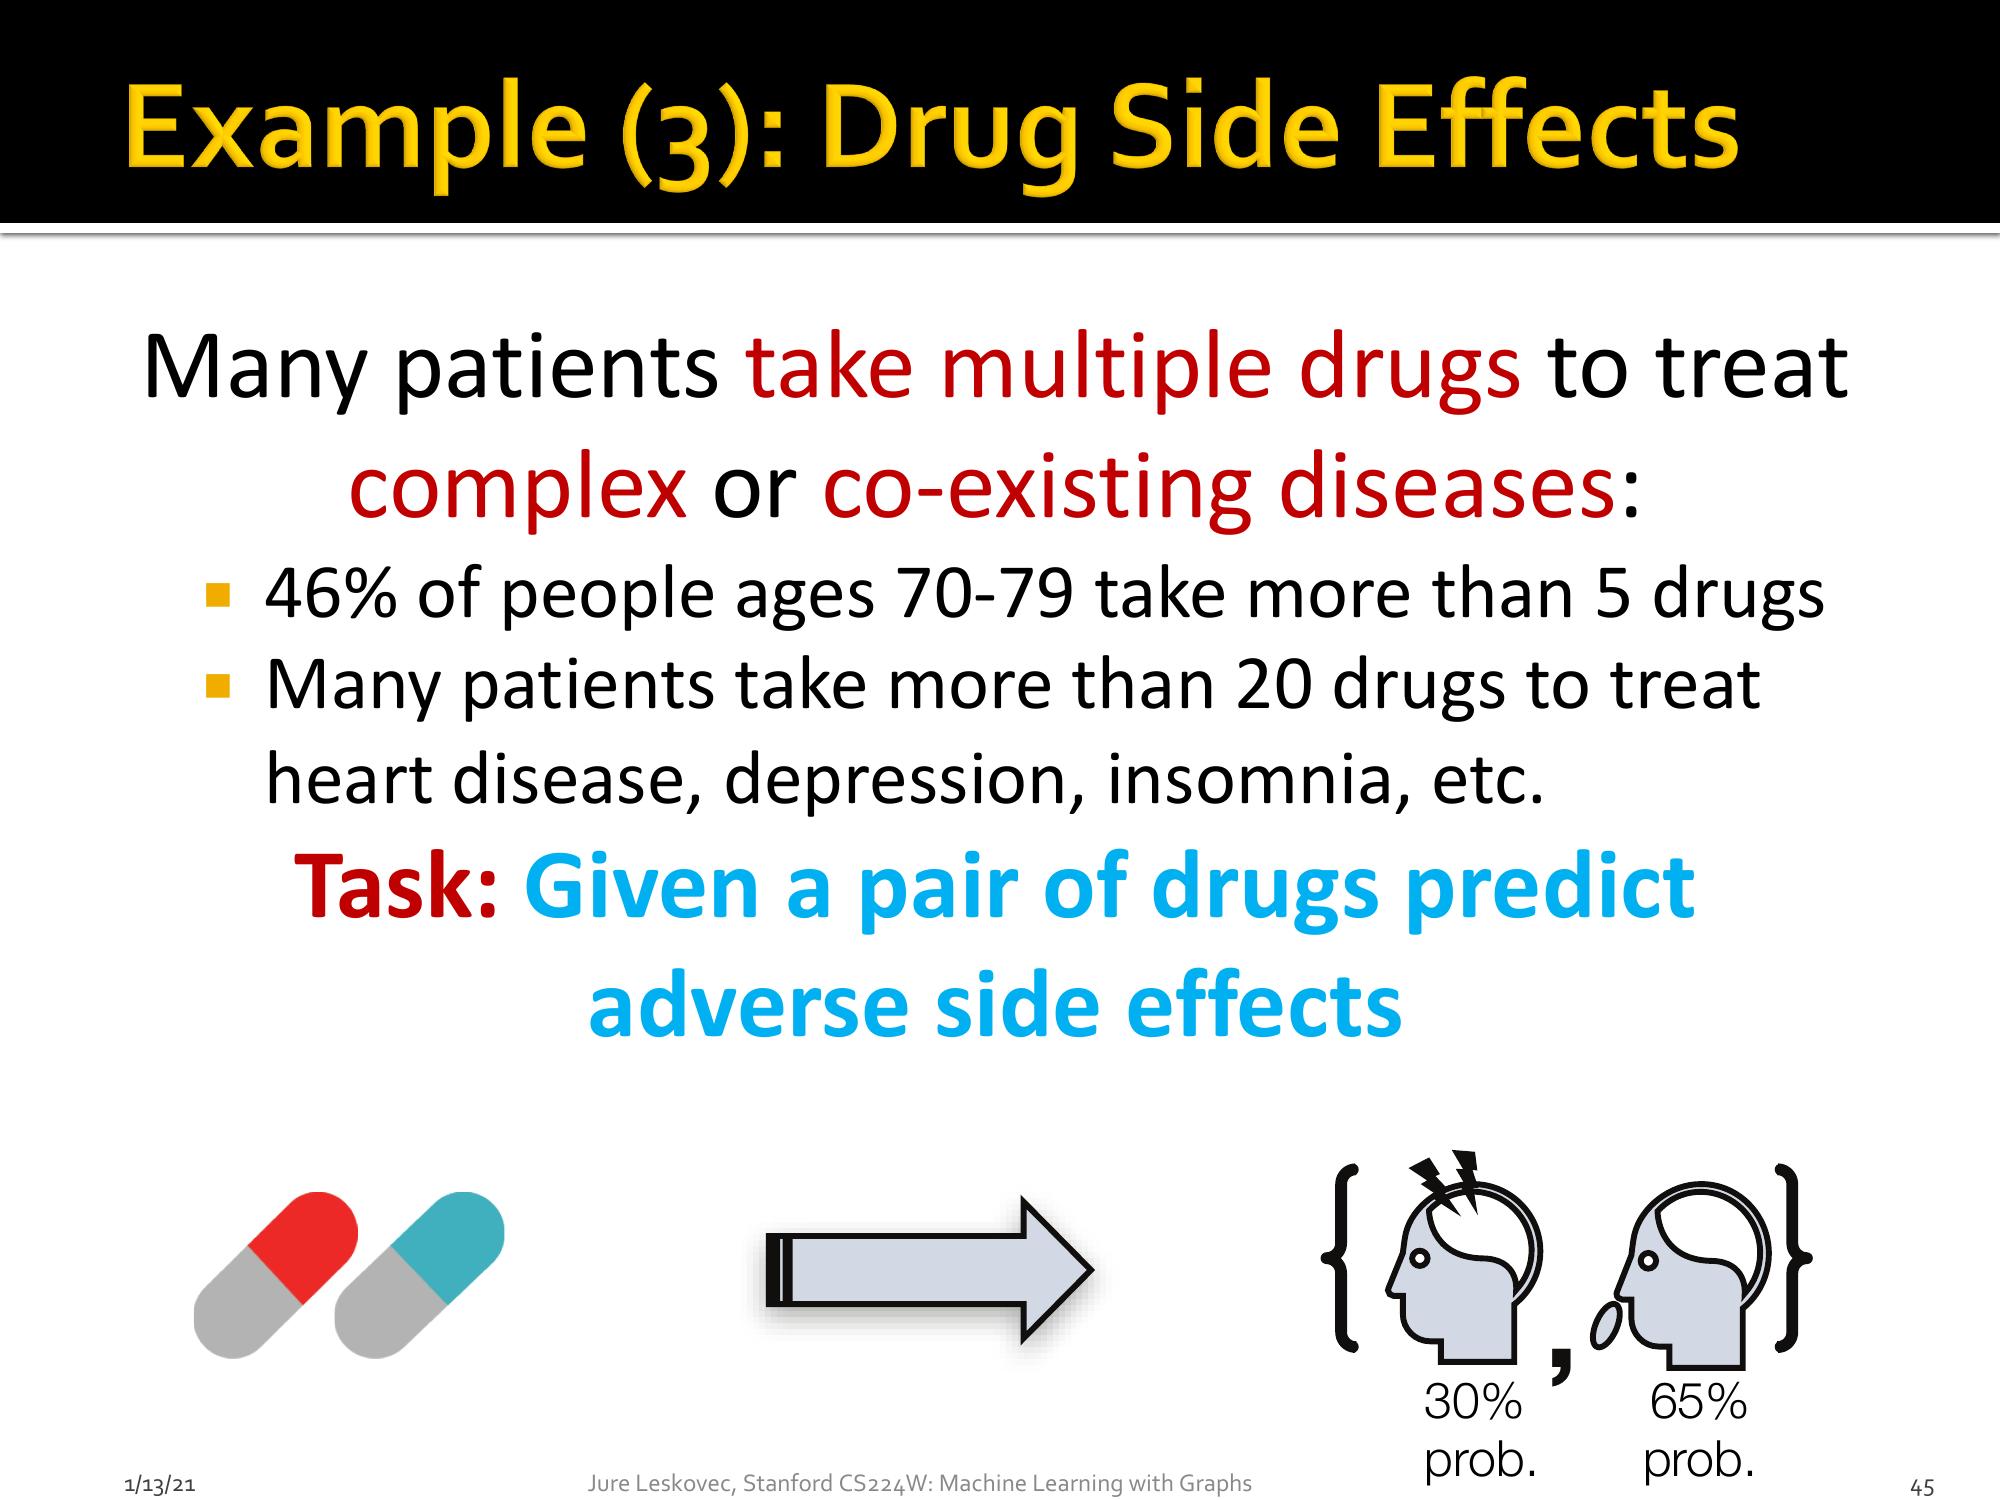 Example (3): Drug Side Effects
Many patients take multiple drugs to treat
complex or co-existing diseases:
46% of people ages 70-79 take more than 5 drugs
Many patients take more than 20 drugs to treat
heart disease, depression, insomnia, etc.
Task: Given a pair of drugs predict
adverse side effects
{ , }
30% prob.
65% prob.
1/13/21
Jure Leskovec, Stanford CS224W: Machine Learning with Graphs
45